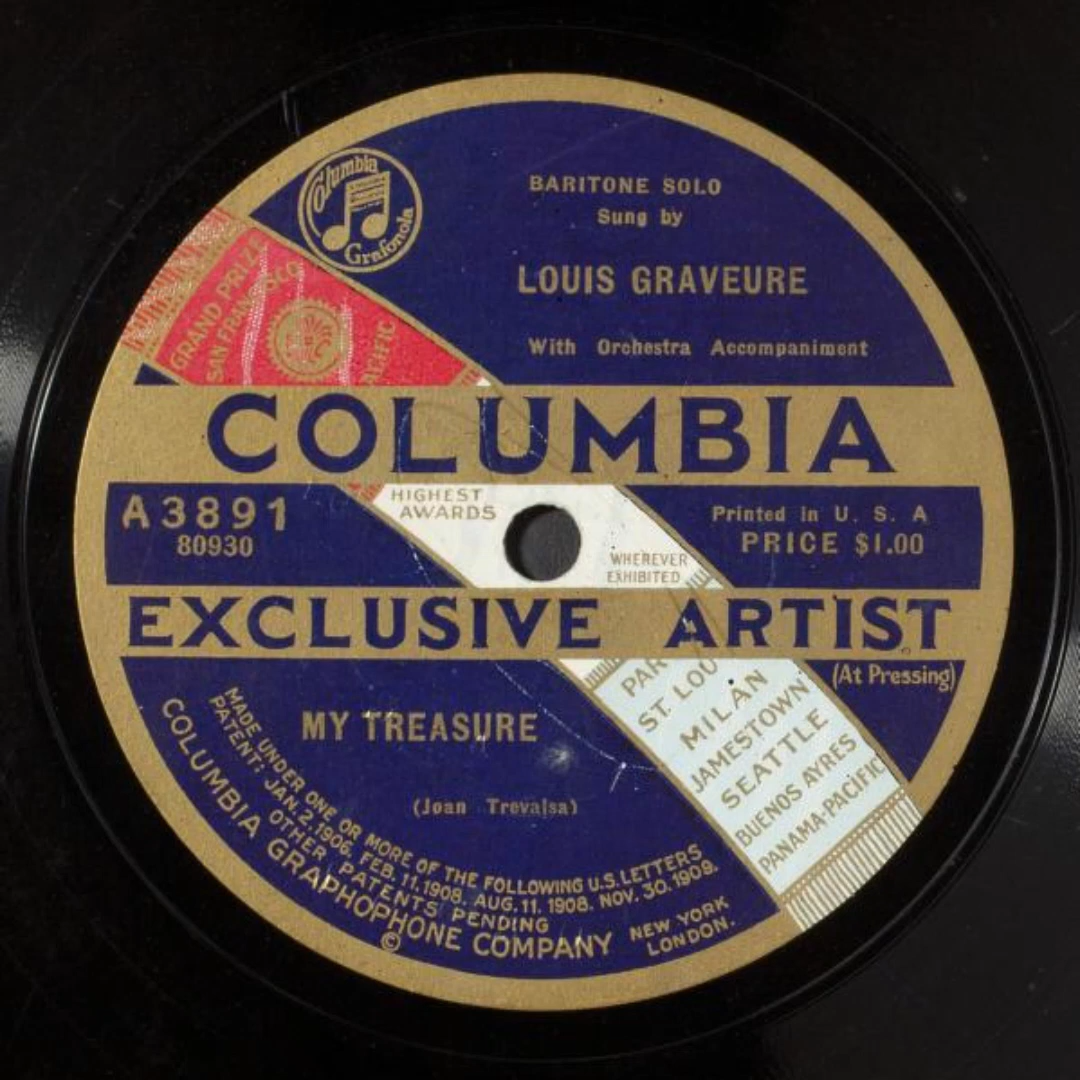 Columbia
Grafonola
BARITONE SOLO
Sung by
LOUIS GRAVEURE
With Orchestra Accompaniment
GRAND PRIZE
SAN FRANCISCO
COLUMBIA
HIGHEST
AWARDS
A3891
80930
Printed in U. S. A
PRICE $1.00
WHEREVER
EXHIBITED
EXCLUSIVE ARTIST
(At Pressing)
MY TREASURE
(Joan Trevalsa)
ST. LOU
MILAN
JAMESTOWN
SEATTLE
BUENOS AYRES
PANAMA-PACIFIC
MADE UNDER ONE OR MORE OF THE FOLLOWING U.S. LETTERS
PATENT: JAN. 2. 1906, FEB. 11. 1908. AUG. 11. 1908. NOV. 30. 1909.
OTHER PATENTS PENDING
COLUMBIA GRAPHOPHONE COMPANY NEW YORK
LONDON.
©